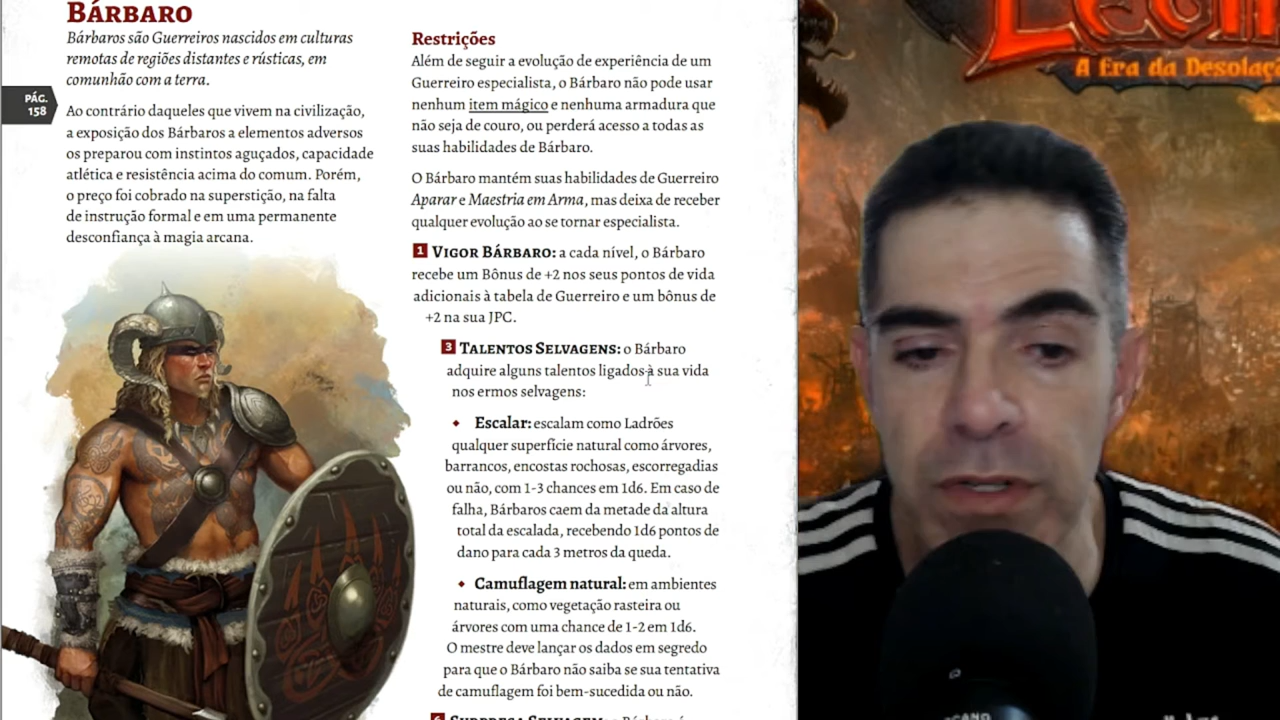 BÁRBARO
Bárbaros são Guerreiros nascidos em culturas
remotas de regiões distantes e rústicas, em
comunhão com a terra.
PÁG.
158
Ao contrário daqueles que vivem na civilização,
a exposição dos Bárbaros a elementos adversos
os preparou com instintos aguçados, capacidade
atlética e resistência acima do comum. Porém,
o preço foi cobrado na superstição, na falta
de instrução formal e em uma permanente
desconfiança à magia arcana.
Restrições
Além de seguir a evolução de experiência de um
Guerreiro especialista, o Bárbaro não pode usar
nenhum item mágico e nenhuma armadura que
não seja de couro, ou perderá acesso a todas as
suas habilidades de Bárbaro.
O Bárbaro mantém suas habilidades de Guerreiro
Aparar e Maestria em Arma, mas deixa de receber
qualquer evolução ao se tornar especialista.
1 VIGOR BÁRBARO: a cada nível, o Bárbaro
recebe um Bônus de +2 nos seus pontos de vida
adicionais à tabela de Guerreiro e um bônus de
+2 na sua JPC.
3 TALENTOS SELVAGENS: o Bárbaro
adquire alguns talentos ligados à sua vida
nos ermos selvagens:
Escalar: escalam como Ladrões
qualquer superfície natural como árvores,
barrancos, encostas rochosas, escorregadias
ou não, com 1-3 chances em 1d6. Em caso de
falha, Bárbaros caem da metade da altura
total da escalada, recebendo 1d6 pontos de
dano para cada 3 metros da queda.
Camuflagem natural: em ambientes
naturais, como vegetação rasteira ou
árvores com uma chance de 1-2 em 1d6.
O mestre deve lançar os dados em segredo
para que o Bárbaro não saiba se sua tentativa
de camuflagem foi bem-sucedida ou não.
6 SURPRESA SELVAGEM: o Bárbaro é
A Era da